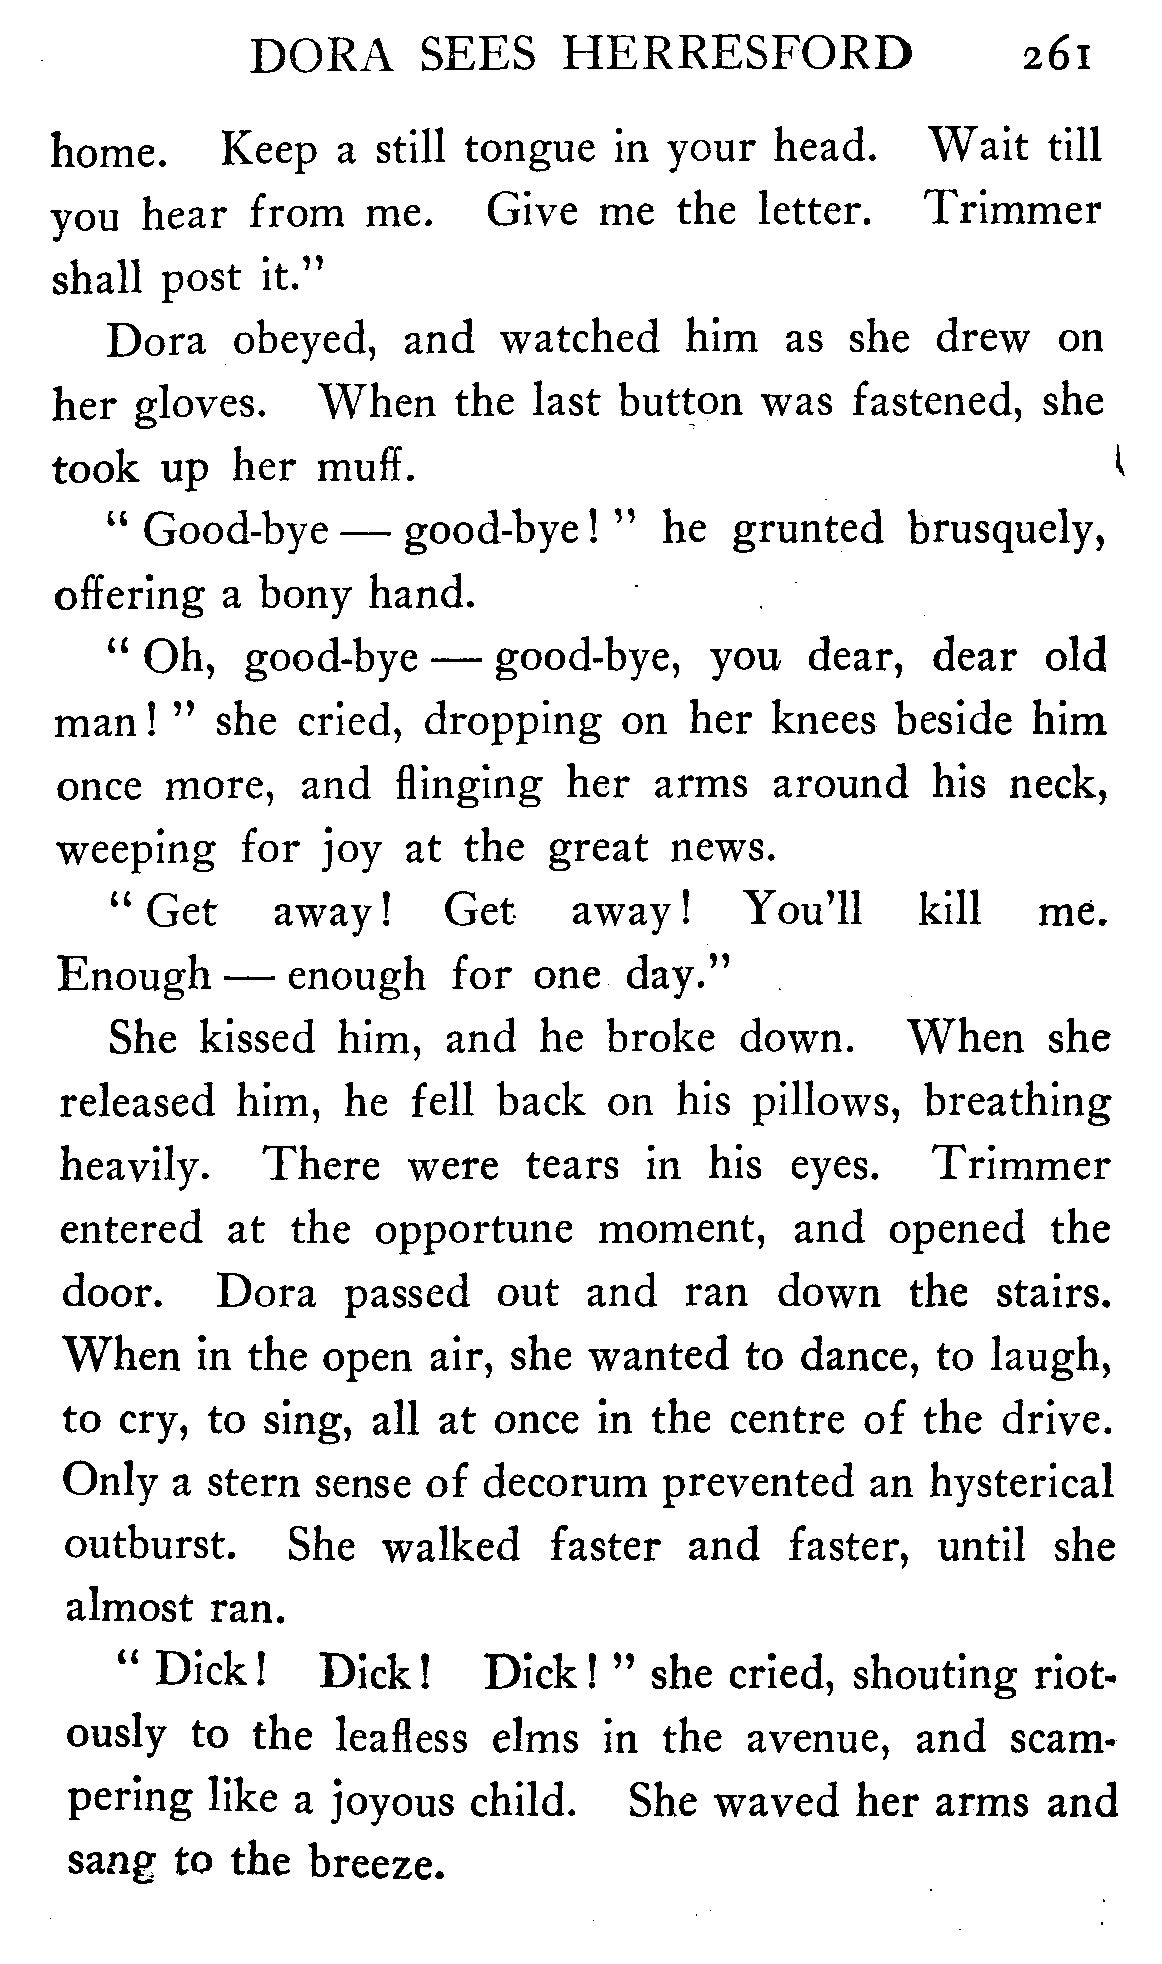 DORA SEES HERRESFORD 261
home. Keep a still tongue in your head. Wait till
you hear from me. Give me the letter. Trimmer
shall post it."
Dora obeyed, and watched him as she drew on
her gloves. When the last button was fastened, she
took up her muff.
" Good-bye — good-bye! " he grunted brusquely,
offering a bony hand.
" Oh, good-bye — good-bye, you dear, dear old
man! " she cried, dropping on her knees beside him
once more, and flinging her arms around his neck,
weeping for joy at the great news.
" Get away! Get away! You'll kill me.
Enough — enough for one day."
She kissed him, and he broke down. When she
released him, he fell back on his pillows, breathing
heavily. There were tears in his eyes. Trimmer
entered at the opportune moment, and opened the
door. Dora passed out and ran down the stairs.
When in the open air, she wanted to dance, to laugh,
to cry, to sing, all at once in the centre of the drive.
Only a stern sense of decorum prevented an hysterical
outburst. She walked faster and faster, until she
almost ran.
" Dick! Dick! Dick! " she cried, shouting riot-
ously to the leafless elms in the avenue, and scam-
pering like a joyous child. She waved her arms and
sang to the breeze.